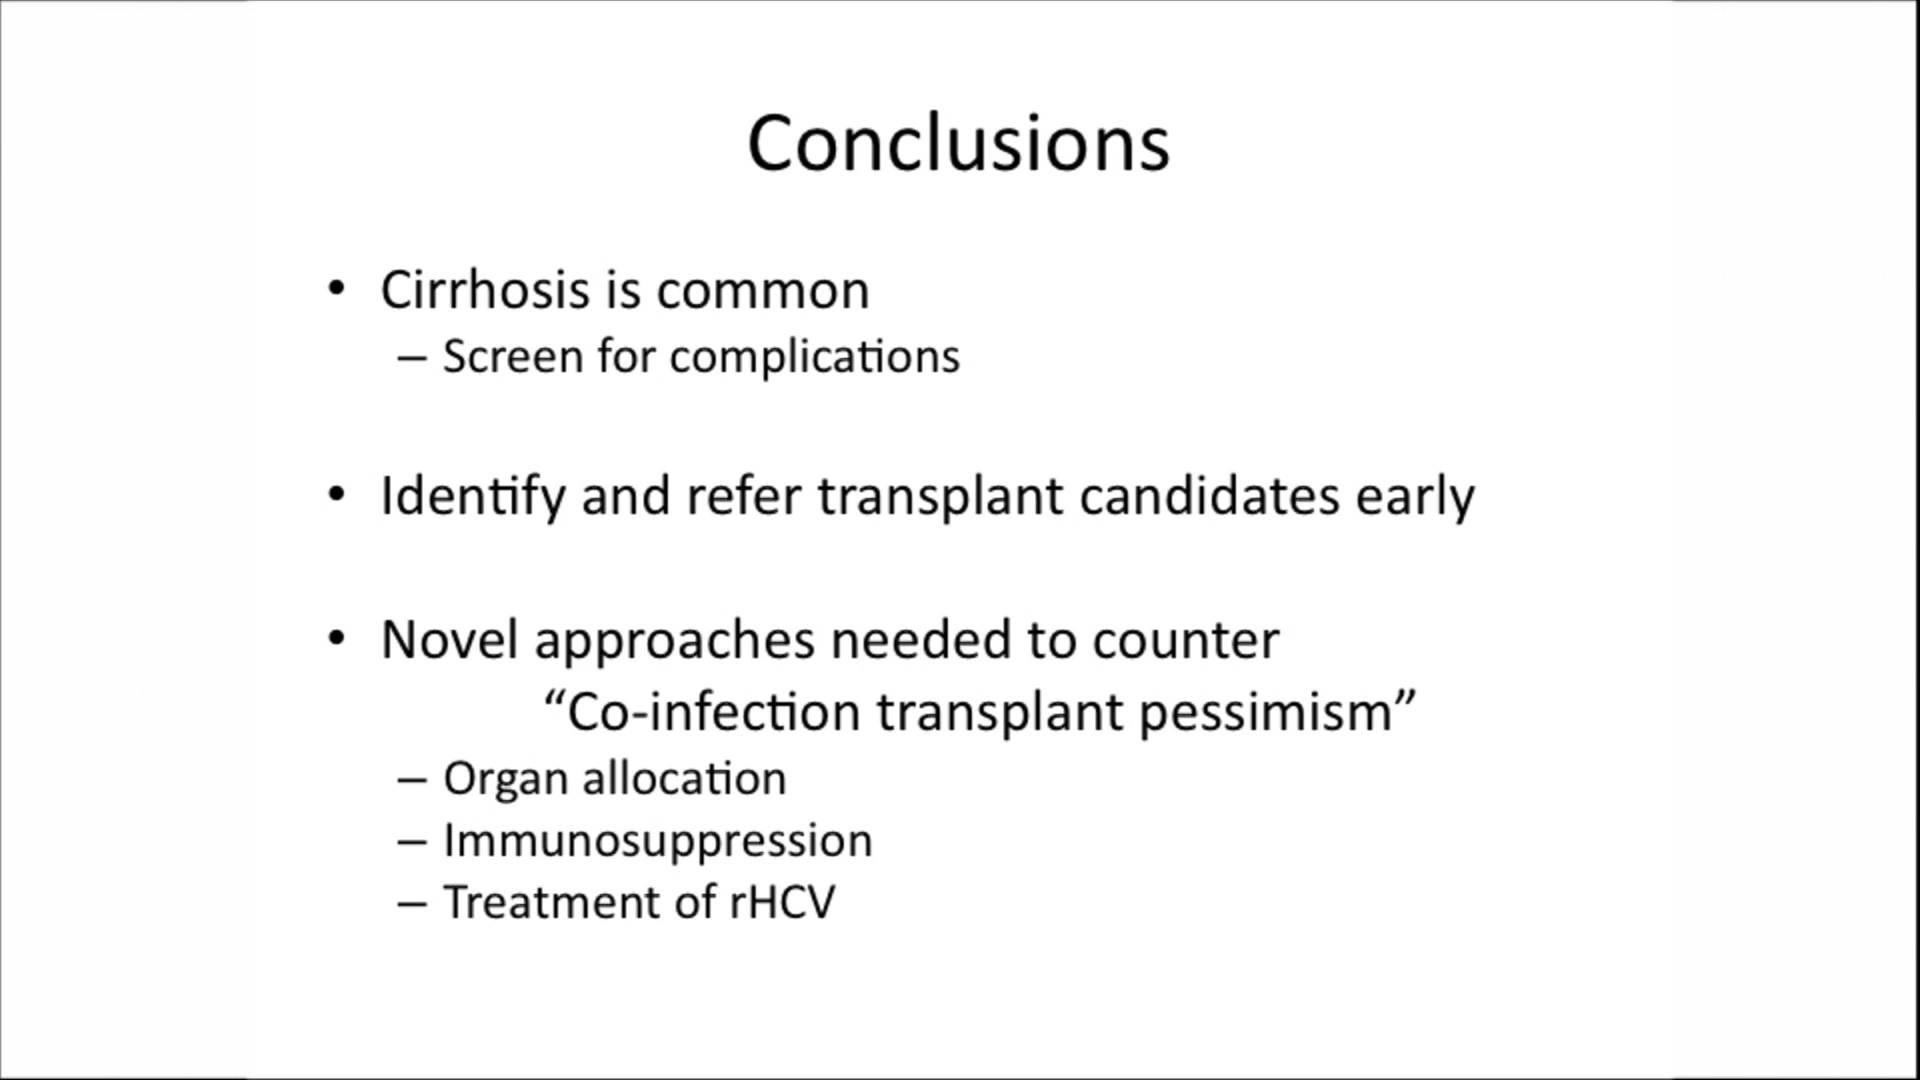 Conclusions
• Cirrhosis is common
– Screen for complications
• Identify and refer transplant candidates early
• Novel approaches needed to counter
“Co-infection transplant pessimism”
– Organ allocation
– Immunosuppression
– Treatment of rHCV